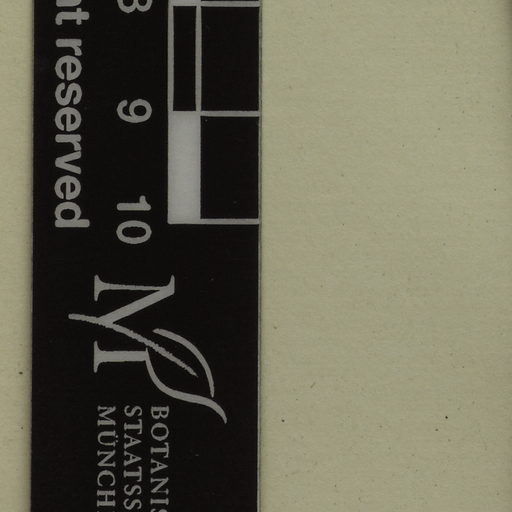 nt reserved
8 9 10
BOTANIS
STAATSS
MÜNCH